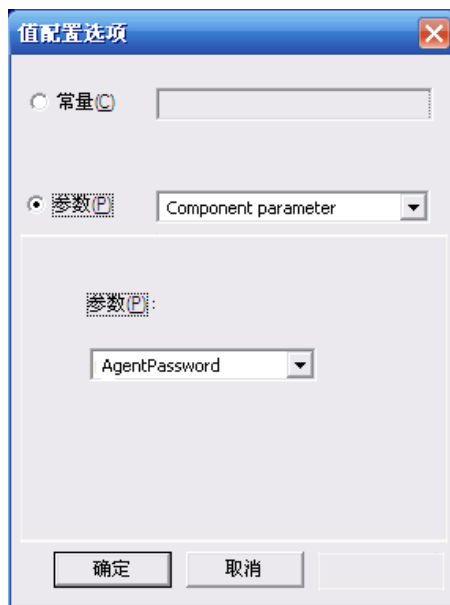 值配置选项
常量(C)
参数(P) Component parameter
参数(P):
AgentPassword
确定 取消